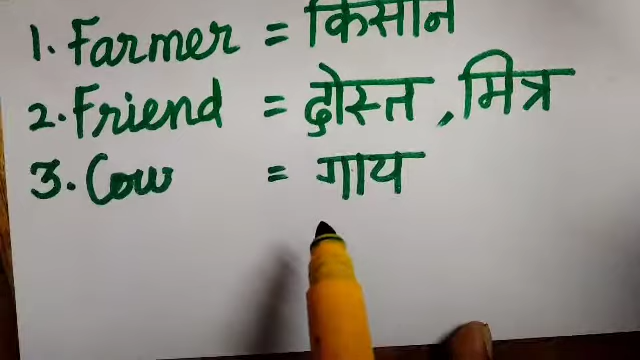 1. Farmer = किसान
2. Friend = दोस्त , मित्र
3. Cow = गाय